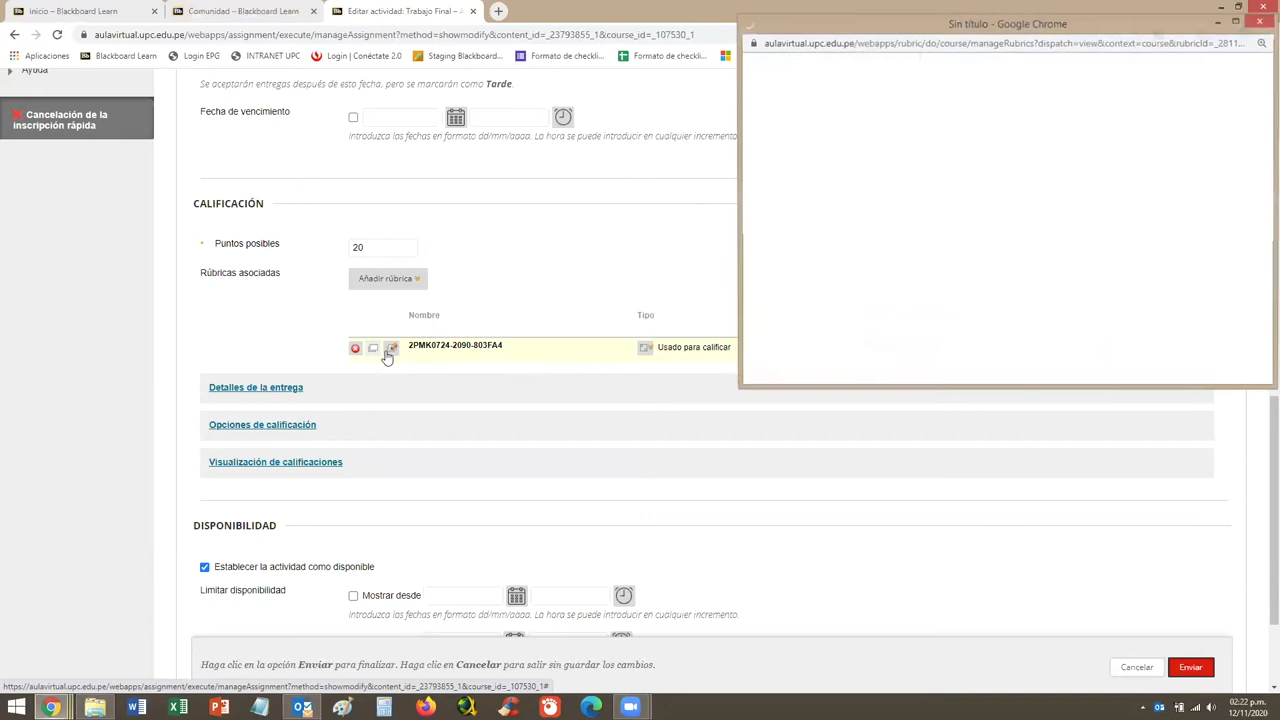 inicio – Blackboard Learn
Comunidad – Blackboard Learn
Editar actividad: Trabajo Final – A
Sin título - Google Chrome
aulavirtual.upc.edu.pe/webapps/assignment/execute/manageAssignment?method=showmodify&content_id=_23793855_1&course_id=_107530_1
aulavirtual.upc.edu.pe/webapps/rubric/do/course/manageRubrics?dispatch=view&context=course&rubricId=_2811...
Aplicaciones
Blackboard Learn
Login EPG
INTRANET UPC
Login | Conéctate 2.0
Staging Blackboard...
Formato de checkli...
Formato de checkli...
Ayuda
Se aceptarán entregas después de esta fecha, pero se marcarán como Tarde.
Cancelación de la
inscripción rápida
Fecha de vencimiento
Introduzca las fechas en formato dd/mm/aaaa. La hora se puede introducir en cualquier incremento.
CALIFICACIÓN
Puntos posibles
20
Rúbricas asociadas
Añadir rúbrica
Nombre
Tipo
2PMK0724-2090-803FA4
Usado para calificar
Detalles de la entrega
Opciones de calificación
Visualización de calificaciones
DISPONIBILIDAD
Establecer la actividad como disponible
Limitar disponibilidad
Mostrar desde
Introduzca las fechas en formato dd/mm/aaaa. La hora se puede introducir en cualquier incremento.
Haga clic en la opción Enviar para finalizar. Haga clic en Cancelar para salir sin guardar los cambios.
Cancelar
Enviar
https://aulavirtual.upc.edu.pe/webapps/assignment/execute/manageAssignment?method=showmodify&content_id=_23793855_1&course_id=_107530_1#
02:22 p.m.
12/11/2020